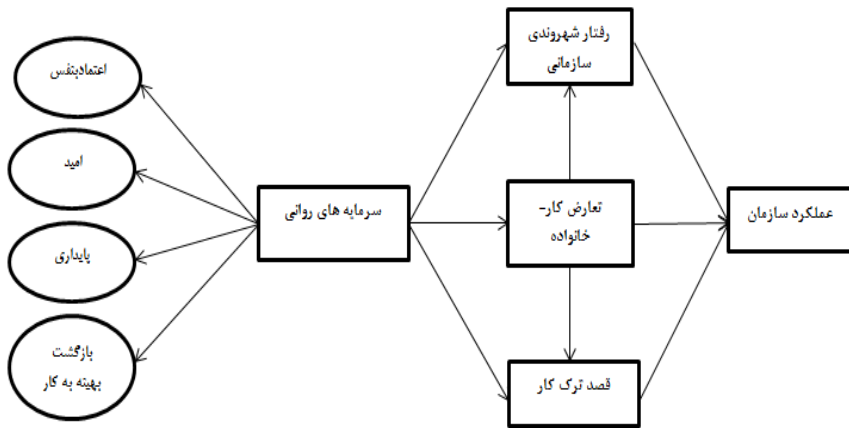 رفتار شهروندی
سازمانی
اعتمادبنفس
امید
سرمایه های روانی
تعارض کار-
خانواده
عملکرد سازمان
پایداری
بازگشت
بهینه به کار
قصد ترک کار